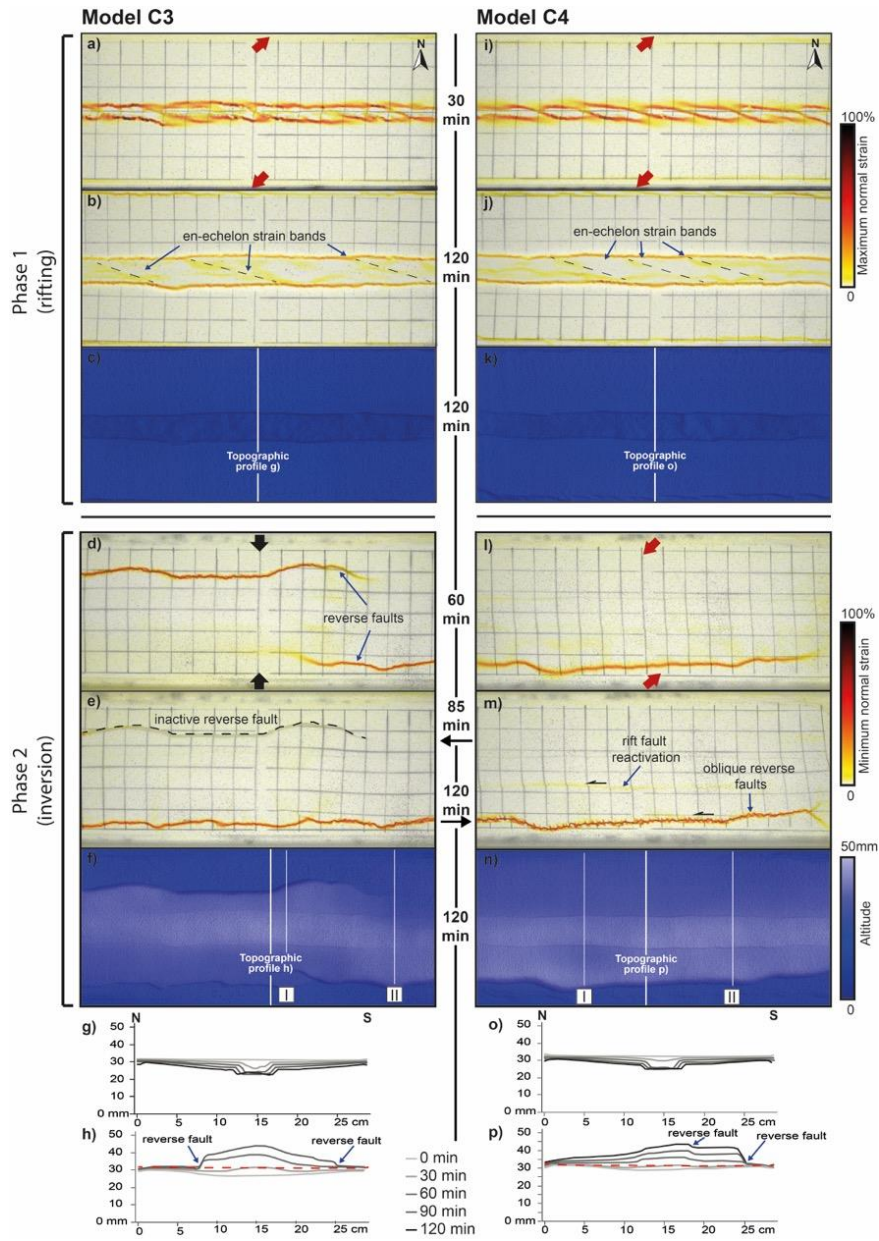 Model C3
Model C4
Phase 1
(rifting)
a)
N
30
min
i)
N
100%
Maximum normal strain
0
b)
en-echelon strain bands
120
min
j)
en-echelon strain bands
c)
Topographic
profile g)
120
min
k)
Topographic
profile o)
Phase 2
(inversion)
d)
reverse faults
60
min
l)
100%
Minimum normal strain
0
e)
inactive reverse fault
85
min
120
min
m)
rift fault
reactivation
oblique reverse
faults
f)
Topographic
profile h)
I
II
120
min
n)
Topographic
profile p)
I
II
50mm
Altitude
0
g)
N
S
50
40
30
20
10
0 mm
0
5
10
15
20
25 cm
o)
N
S
50
40
30
20
10
0 mm
0
5
10
15
20
25 cm
h)
reverse fault
reverse fault
50
40
30
20
10
0 mm
0
5
10
15
20
25 cm
0 min
30 min
60 min
90 min
120 min
p)
reverse fault
reverse fault
50
40
30
20
10
0 mm
0
5
10
15
20
25 cm